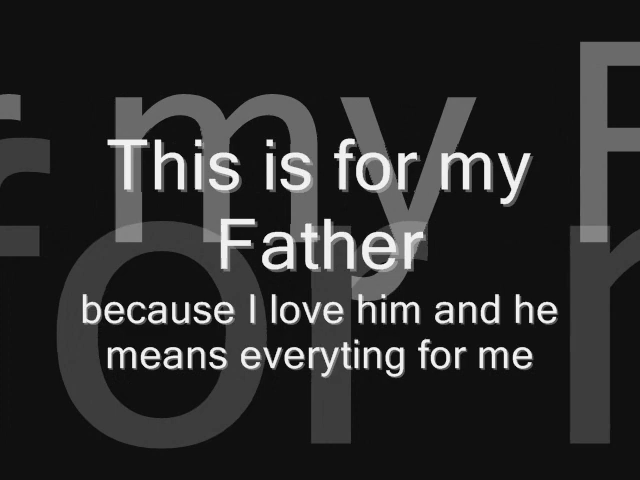 This is for my
Father
because I love him and he
means everyting for me